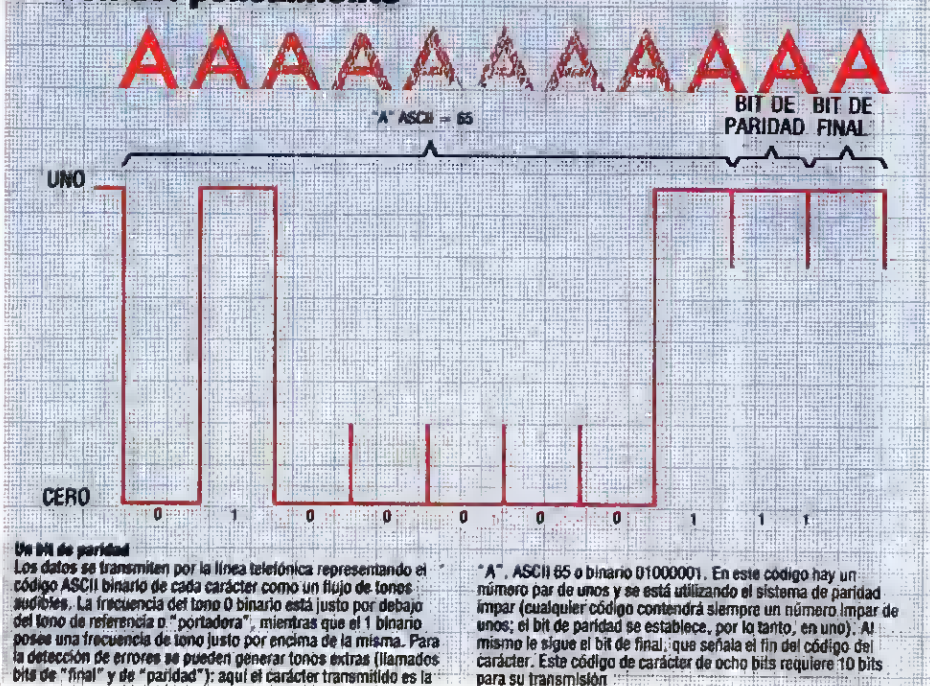 A A A A A A A A A A A
BIT DE BIT DE
PARIDAD FINAL
"A" ASCII = 65
UNO
CERO
0 1 0 0 0 0 0 1 1 1
Un bit de paridad
Los datos se transmiten por la línea telefónica representando el
código ASCII binario de cada carácter como un flujo de tonos
audibles. La frecuencia del tono 0 binario está justo por debajo
del tono de referencia o "portadora", mientras que el 1 binario
posee una frecuencia de tono justo por encima de la misma. Para
la detección de errores se pueden generar tonos extras (llamados
bits de "final" y de "paridad"): aquí el carácter transmitido es la
"A", ASCII 65 o binario 01000001. En este código hay un
número par de unos y se está utilizando el sistema de paridad
impar (cualquier código contendrá siempre un número impar de
unos; el bit de paridad se establece, por lo tanto, en uno). Al
mismo le sigue el bit de final, que señala el fin del código del
carácter. Este código de carácter de ocho bits requiere 10 bits
para su transmisión